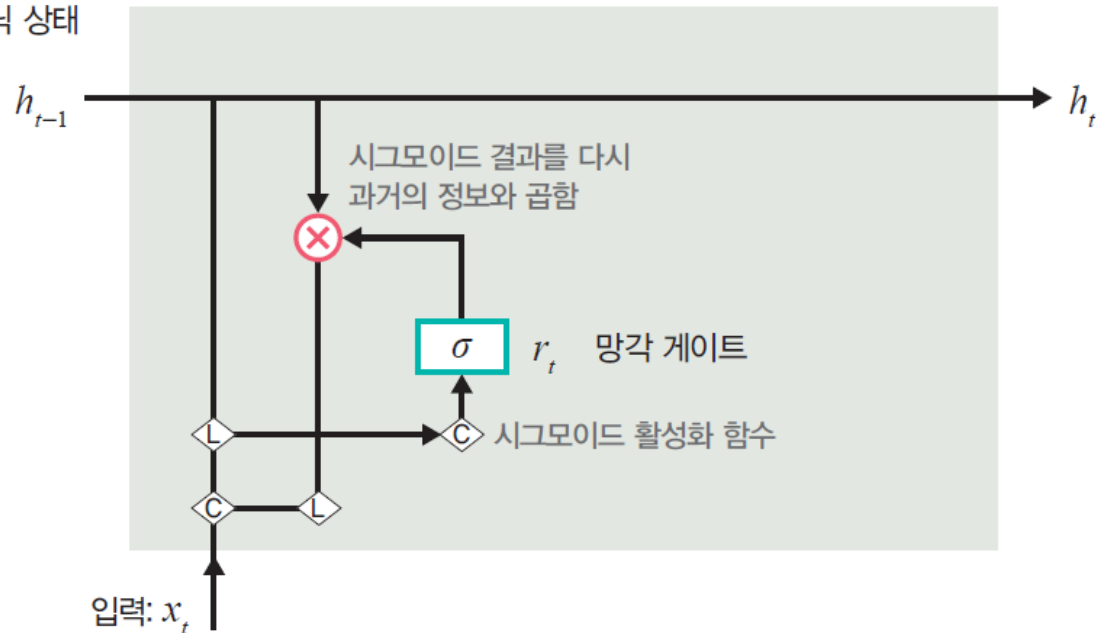 상태
h_{t-1}
h_t
시그모이드 결과를 다시
과거의 정보와 곱함
σ
r_t 망각 게이트
L
C 시그모이드 활성화 함수
C
L
입력: x_t